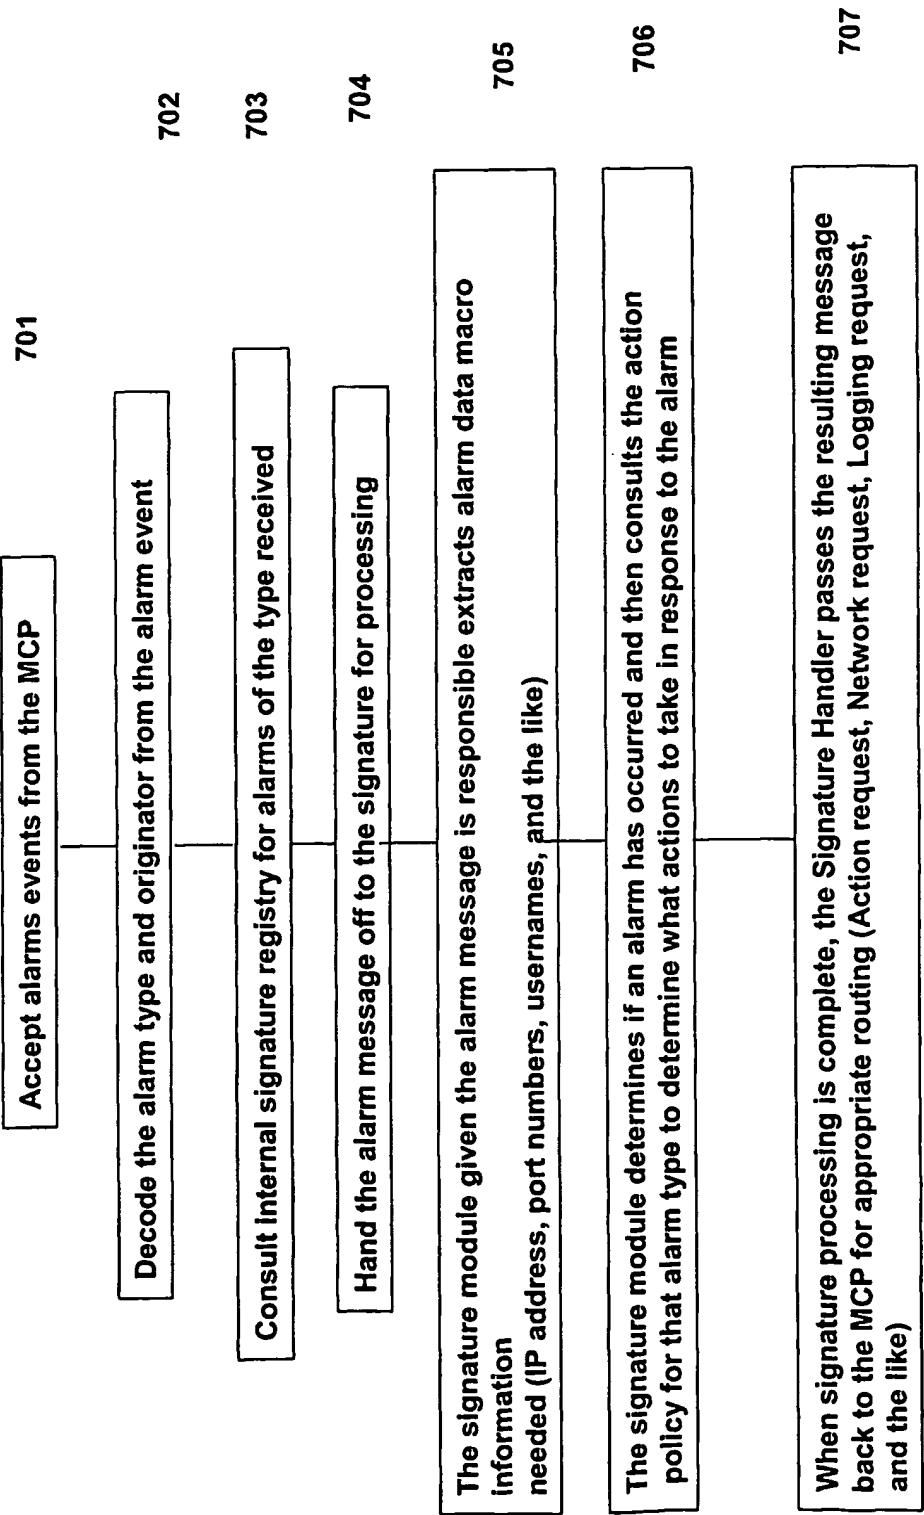 701
Accept alarms events from the MCP
702
Decode the alarm type and originator from the alarm event
703
Consult internal signature registry for alarms of the type received
704
Hand the alarm message off to the signature for processing
705
The signature module given the alarm message is responsible extracts alarm data macro
information
needed (IP address, port numbers, usernames, and the like)
706
The signature module determines if an alarm has occurred and then consults the action
policy for that alarm type to determine what actions to take in response to the alarm
707
When signature processing is complete, the Signature Handler passes the resulting message
back to the MCP for appropriate routing (Action request, Network request, Logging request,
and the like)